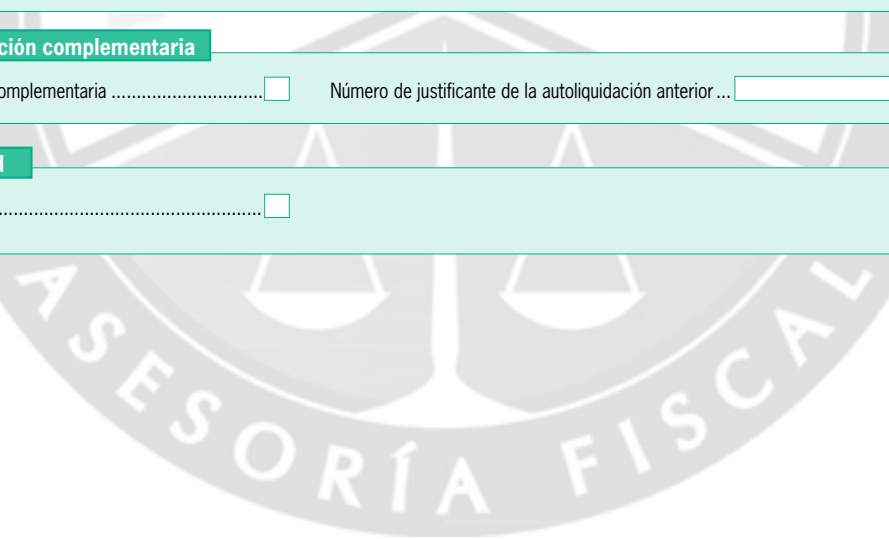 ción complementaria
omplementaria .............................. Número de justificante de la autoliquidación anterior ...
d
....................................................
ASESORÍA FISCAL